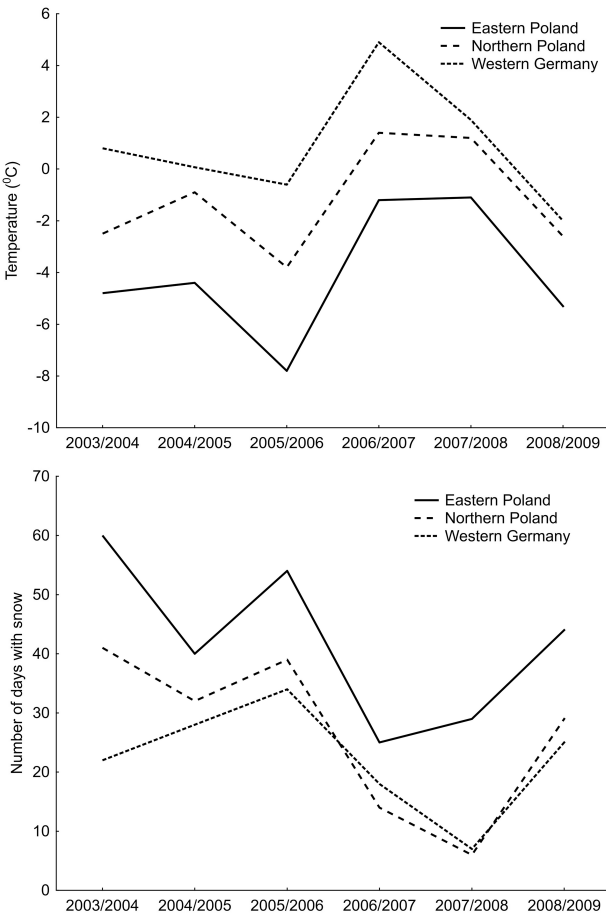 6
Eastern Poland
Northern Poland
Western Germany
4
2
0
-2
-4
-6
-8
-10
Temperature (⁰C)
2003/2004 2004/2005 2005/2006 2006/2007 2007/2008 2008/2009
70
Eastern Poland
Northern Poland
Western Germany
60
50
40
30
20
10
0
Number of days with snow
2003/2004 2004/2005 2005/2006 2006/2007 2007/2008 2008/2009